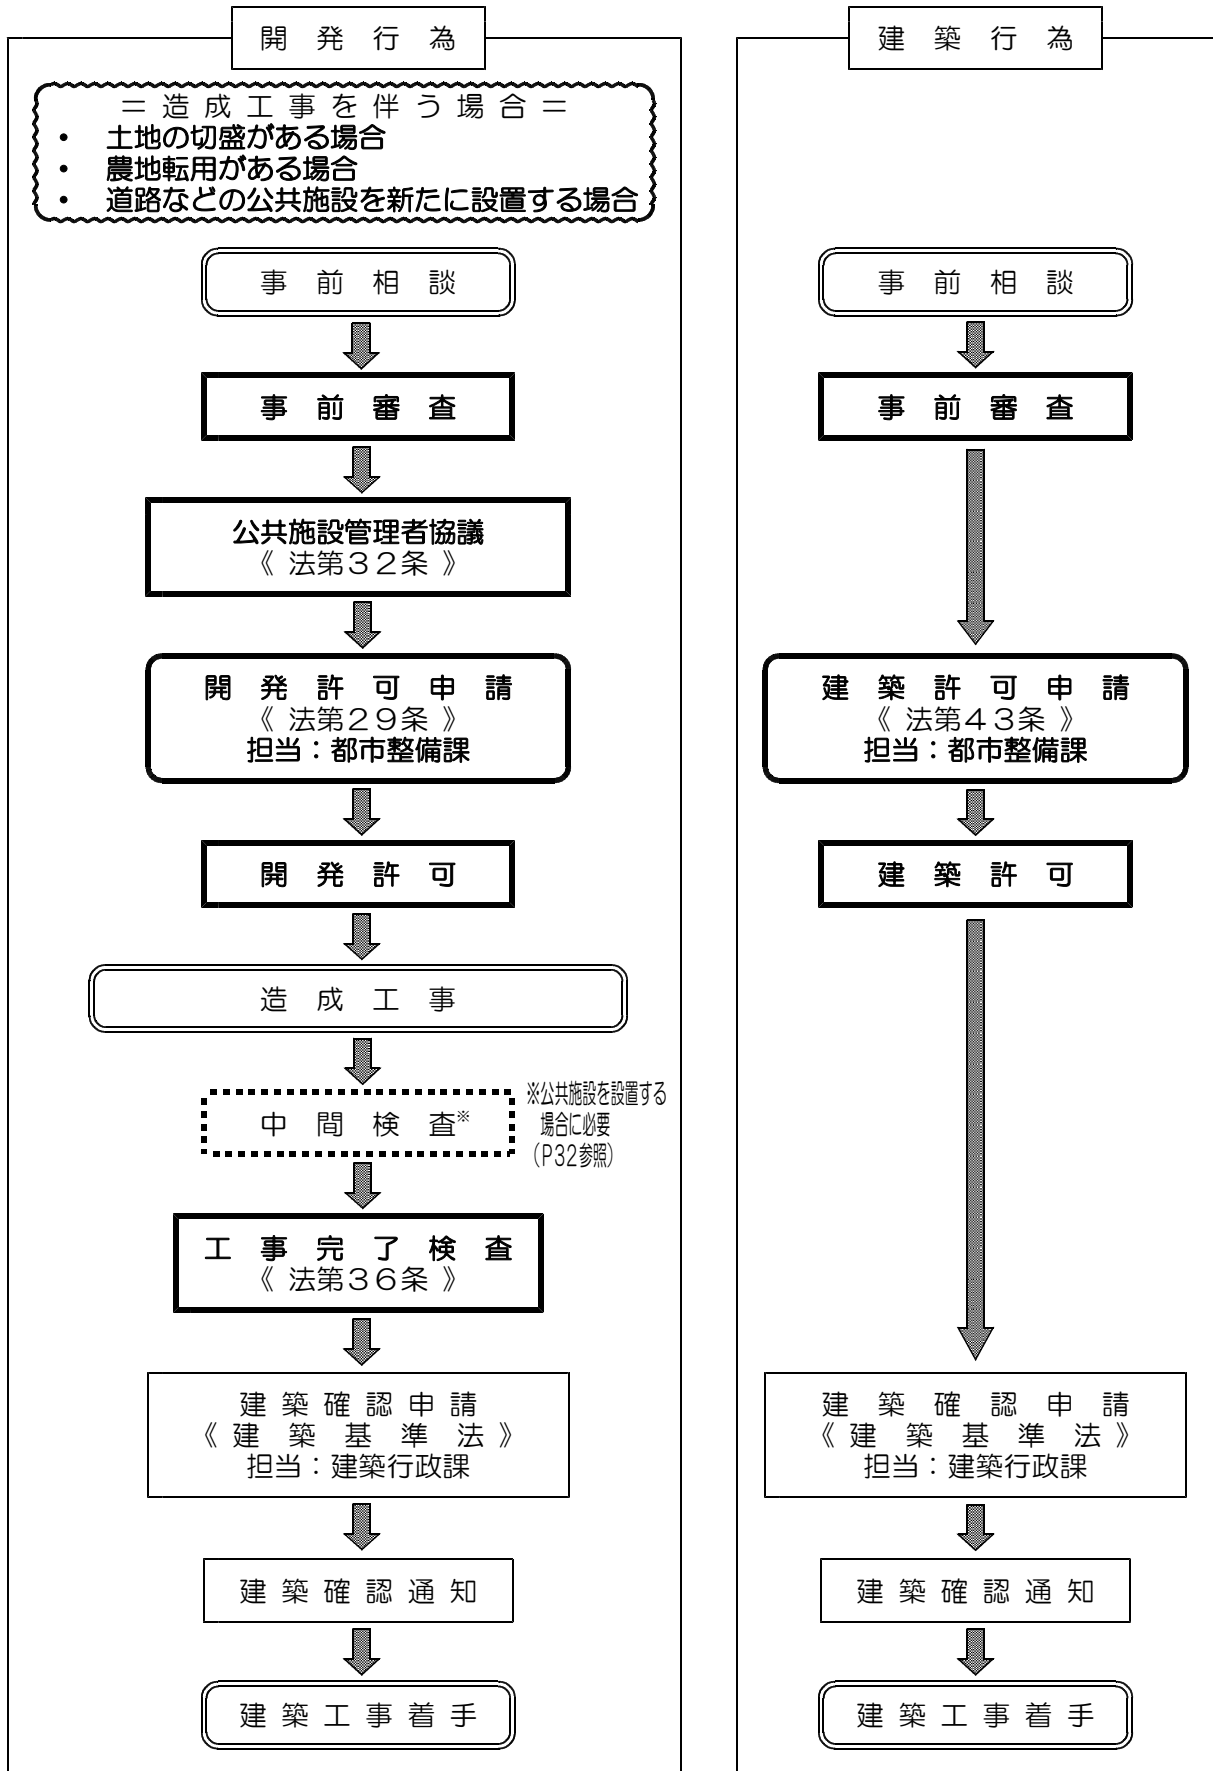 開発行為
＝造成工事を伴う場合＝
・ 土地の切盛がある場合
・ 農地転用がある場合
・ 道路などの公共施設を新たに設置する場合
事前相談
事前審査
公共施設管理者協議
《 法第３２条 》
開発許可申請
《 法第２９条 》
担当：都市整備課
開発許可
造成工事
中間検査※
※公共施設を設置する
場合に必要
（P32参照）
工事完了検査
《 法第３６条 》
建築確認申請
《 建築基準法 》
担当：建築行政課
建築確認通知
建築工事着手
建築行為
事前相談
事前審査
建築許可申請
《 法第４３条 》
担当：都市整備課
建築許可
建築確認申請
《 建築基準法 》
担当：建築行政課
建築確認通知
建築工事着手